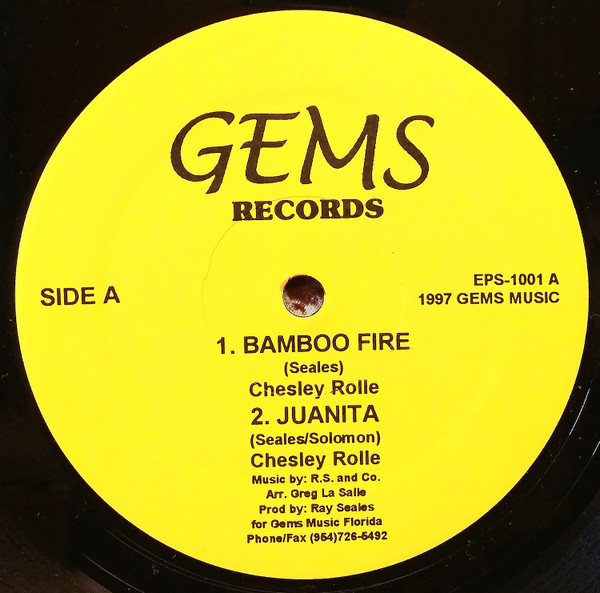 GEMS
RECORDS
SIDE A
EPS-1001 A
1997 GEMS MUSIC
1. BAMBOO FIRE
(Seales)
Chesley Rolle
2. JUANITA
(Seales/Solomon)
Chesley Rolle
Music by: R.S. and Co.
Arr. Greg La Salle
Prod by: Ray Seales
for Gems Music Florida
Phone/Fax (954)726-5492